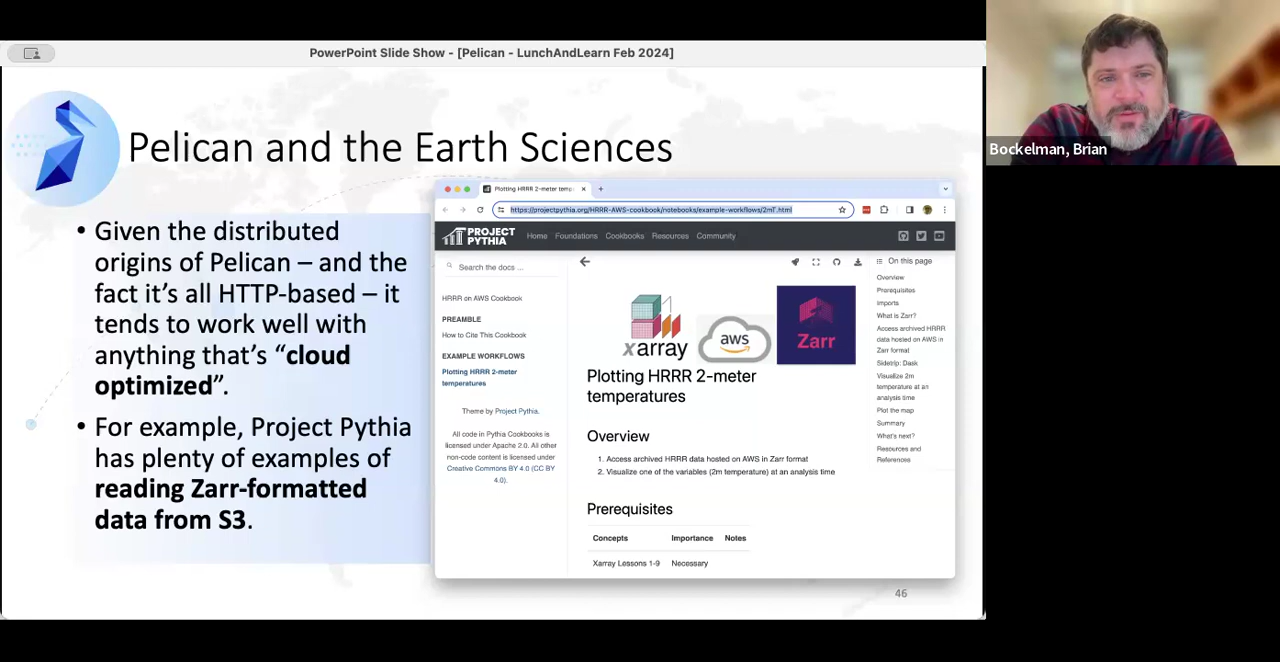 PowerPoint Slide Show - [Pelican - LunchAndLearn Feb 2024]
Bockelman, Brian
Pelican and the Earth Sciences
• Given the distributed
origins of Pelican – and the
fact it's all HTTP-based – it
tends to work well with
anything that's "cloud
optimized".
• For example, Project Pythia
has plenty of examples of
reading Zarr-formatted
data from S3.
Plotting HRRR 2-meter temp
https://projectpythia.org/HRRR-AWS-cookbook/notebooks/example-workflows/2mT.html
PROJECT
PYTHIA
Home Foundations Cookbooks Resources Community
Search the docs ...
HRRR on AWS Cookbook
PREAMBLE
How to Cite This Cookbook
EXAMPLE WORKFLOWS
Plotting HRRR 2-meter
temperatures
Theme by Project Pythia.
All code in Pythia Cookbooks is
licensed under Apache 2.0. All other
non-code content is licensed under
Creative Commons BY 4.0 (CC BY
4.0).
xarray
aws
Zarr
Plotting HRRR 2-meter
temperatures
Overview
1. Access archived HRRR data hosted on AWS in Zarr format
2. Visualize one of the variables (2m temperature) at an analysis time
Prerequisites
Concepts Importance Notes
Xarray Lessons 1-9 Necessary
On this page
Overview
Prerequisites
Imports
What is Zarr?
Access archived HRRR
data hosted on AWS in
Zarr format
Sidetrip: Dask
Visualize 2m
temperature at an
analysis time
Plot the map
Summary
What's next?
Resources and
References
46